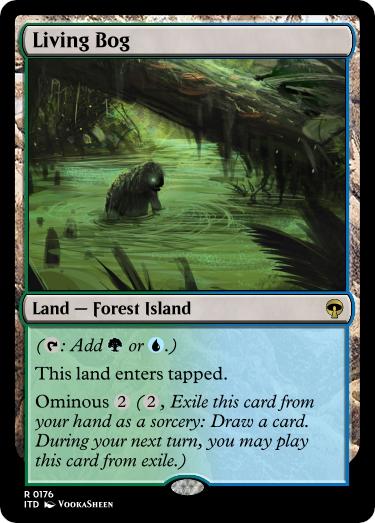 Living Bog
Land — Forest Island
(T: Add G or U.)
This land enters tapped.
Ominous 2 (2, Exile this card from
your hand as a sorcery: Draw a card.
During your next turn, you may play
this card from exile.)
R 0176
ITD VookaSheen